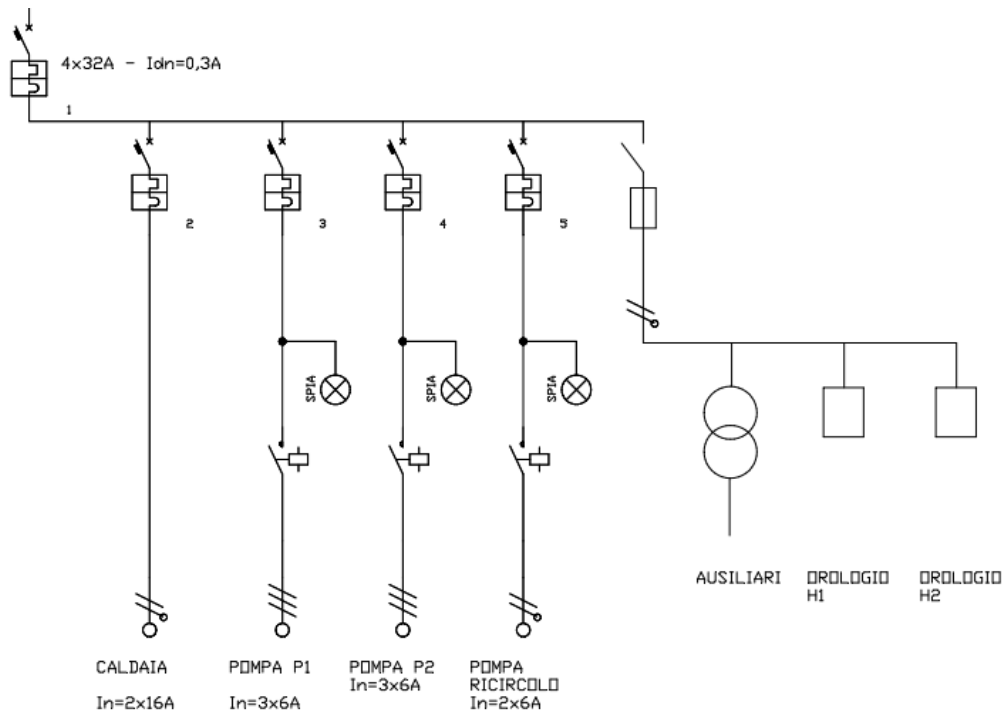 4x32A - Idn=0,3A
1
2
3
4
5
SPIA
SPIA
SPIA
AUSILIARI
OROLOGIO
H1
OROLOGIO
H2
CALDAIA
In=2x16A
POMPA P1
In=3x6A
POMPA P2
In=3x6A
POMPA
RICIRCOLO
In=2x6A